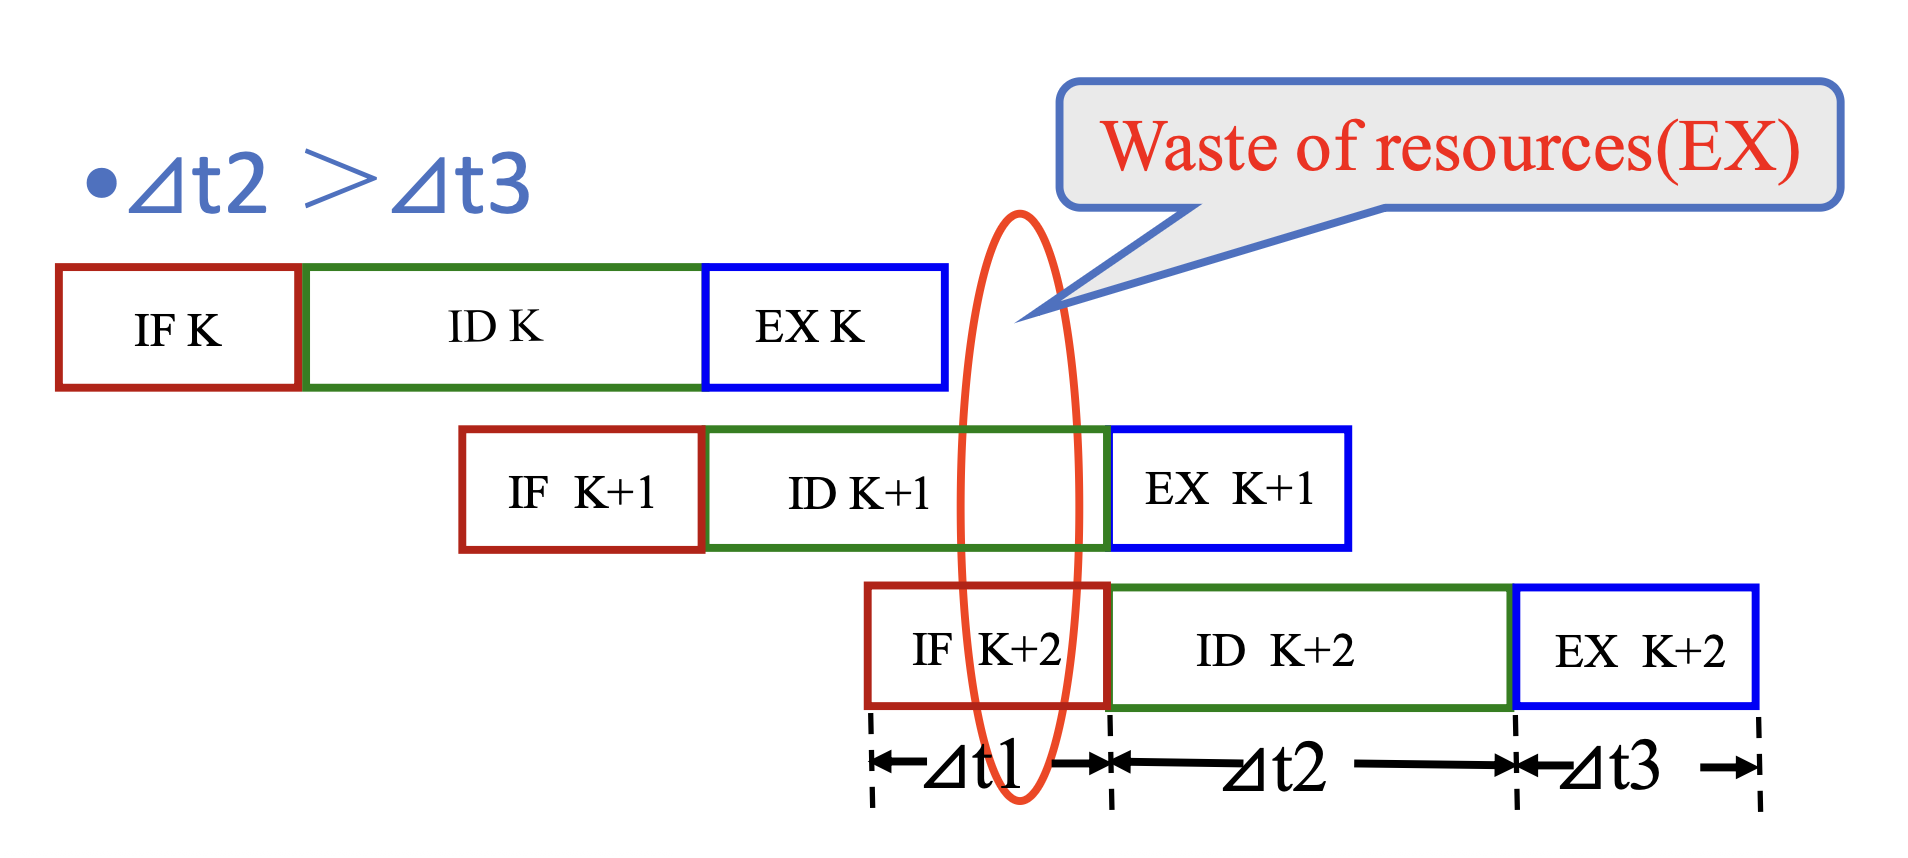 Waste of resources(EX)
•⊿t2 ＞⊿t3
IF K ID K EX K
IF K+1 ID K+1 EX K+1
IF K+2 ID K+2 EX K+2
⊿t1 ⊿t2 ⊿t3